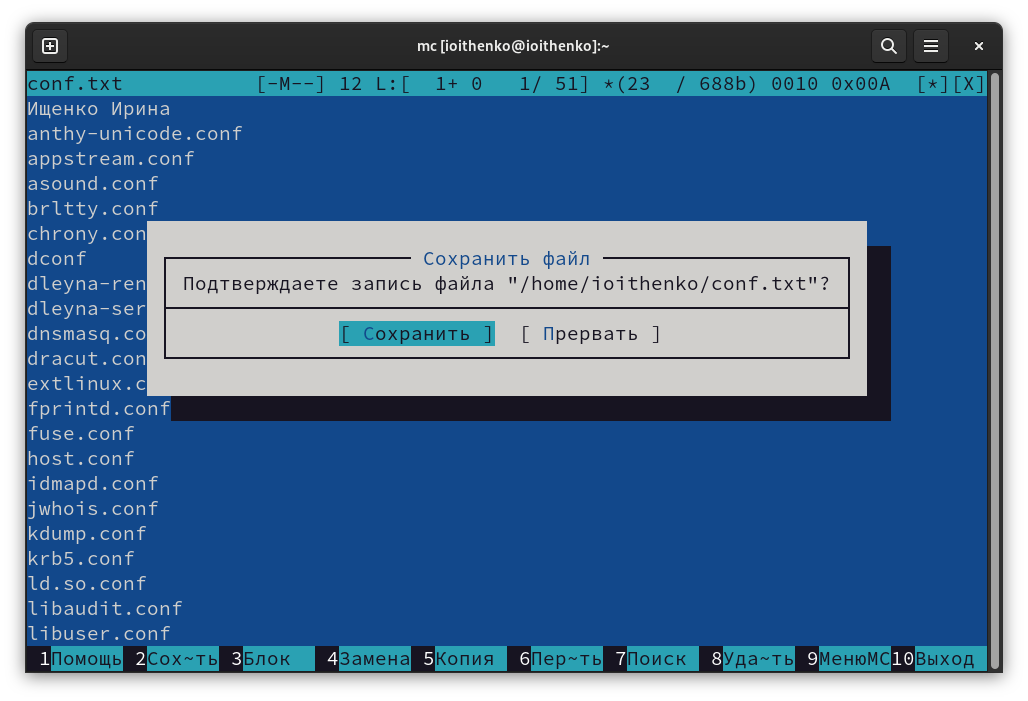 mc [ioithenko@ioithenko]:~
conf.txt [-M--] 12 L:[ 1+ 0 1/ 51] *(23 / 688b) 0010 0x00A [*][X]
Ищенко Ирина
anthy-unicode.conf
appstream.conf
asound.conf
brltty.conf
chrony.con
dconf
Сохранить файл
dleyna-ren
Подтверждаете запись файла "/home/ioithenko/conf.txt"?
dleyna-ser
dnsmasq.co
[ Сохранить ] [ Прервать ]
dracut.con
extlinux.c
fprintd.conf
fuse.conf
host.conf
idmapd.conf
jwhois.conf
kdump.conf
krb5.conf
ld.so.conf
libaudit.conf
libuser.conf
1Помощь 2Сох~ть 3Блок 4Замена 5Копия 6Пер~ть 7Поиск 8Уда~ть 9МенюMC10Выход